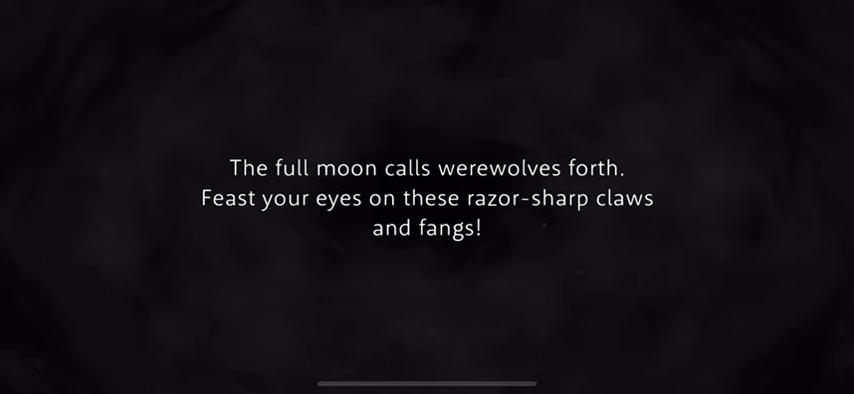 The full moon calls werewolves forth.
Feast your eyes on these razor-sharp claws
and fangs!